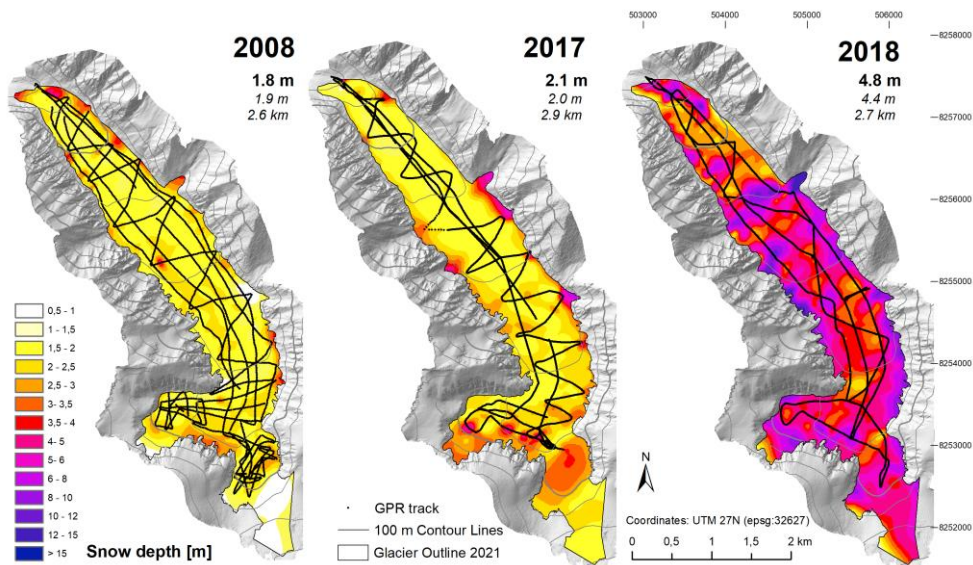 2008
1.8 m
1.9 m
2.6 km
2017
2.1 m
2.0 m
2.9 km
2018
4.8 m
4.4 m
2.7 km
503000
504000
505000
506000
8258000
8257000
8256000
8255000
8254000
8253000
8252000
0,5 - 1
1 - 1,5
1,5 - 2
2 - 2,5
2,5 - 3
3- 3,5
3,5 - 4
4 - 5
5 - 6
6 - 8
8 - 10
10 - 12
12 - 15
> 15
Snow depth [m]
GPR track
100 m Contour Lines
Glacier Outline 2021
N
Coordinates: UTM 27N (epsg:32627)
0 0,5 1 2 km